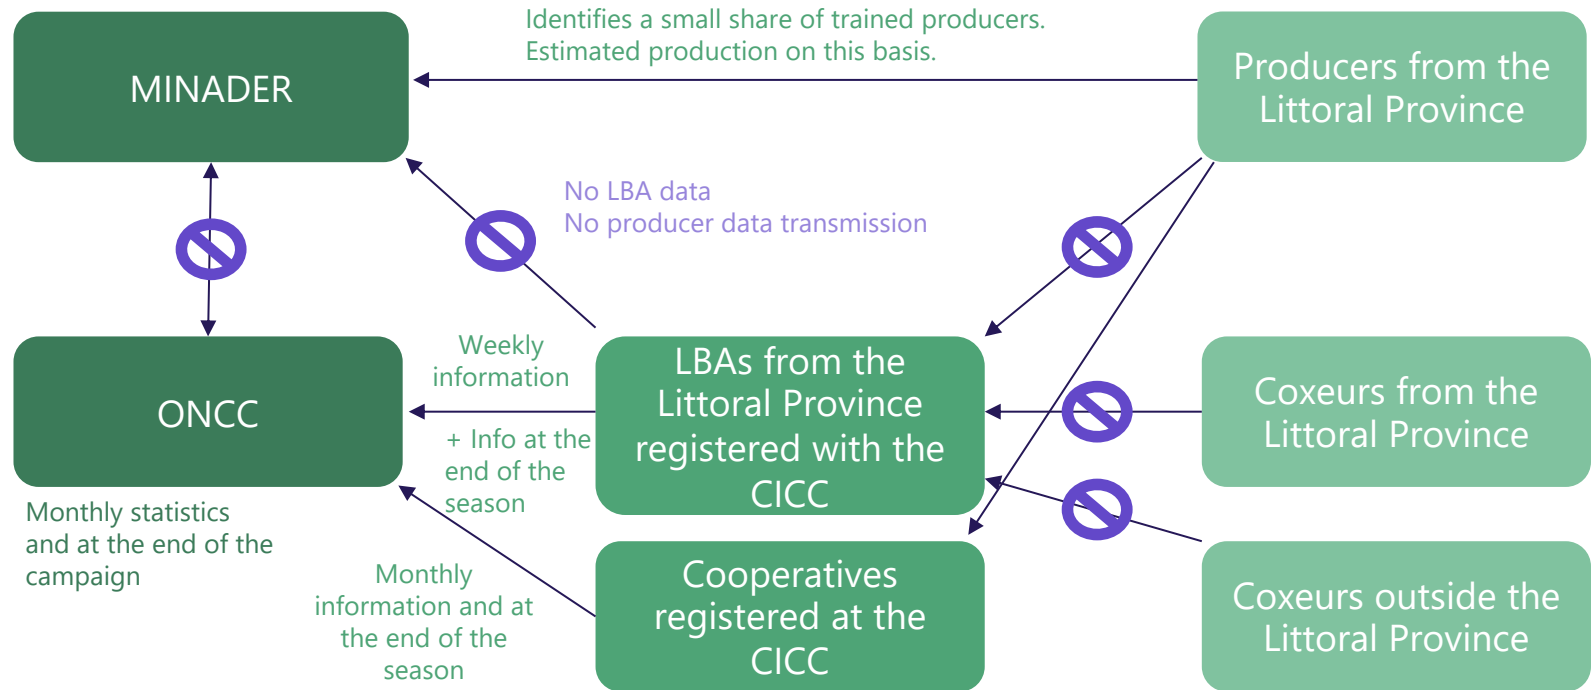 Identifies a small share of trained producers.
Estimated production on this basis.
MINADER
Producers from the
Littoral Province
No LBA data
No producer data transmission
ONCC
Weekly
information
+ Info at the
end of the
season
LBAs from the
Littoral Province
registered with the
CICC
Coxeurs from the
Littoral Province
Monthly statistics
and at the end of the
campaign
Monthly
information and at
the end of the
season
Cooperatives
registered at the
CICC
Coxeurs outside the
Littoral Province